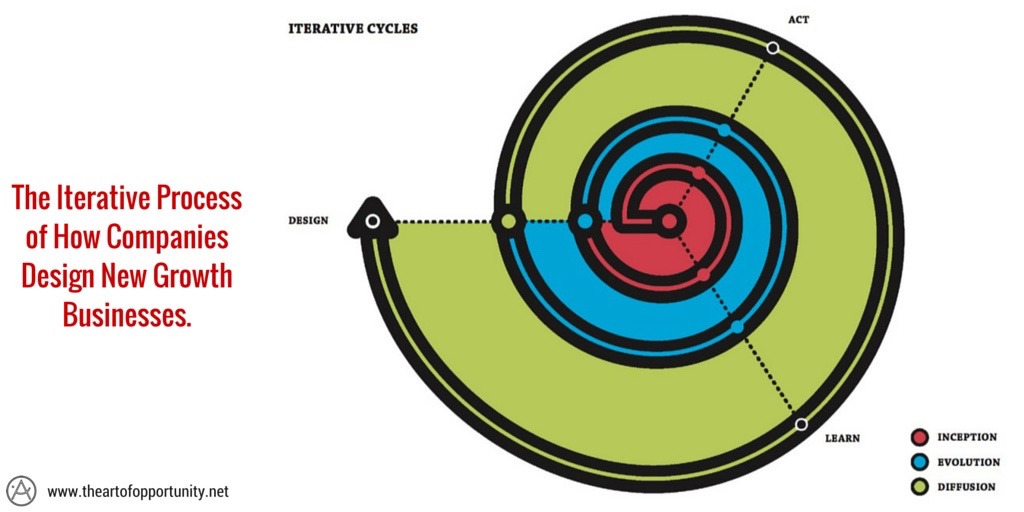 ITERATIVE CYCLES
ACT
The Iterative Process
of How Companies
Design New Growth
Businesses.
DESIGN
LEARN
INCEPTION
EVOLUTION
DIFFUSION
www.theartofopportunity.net